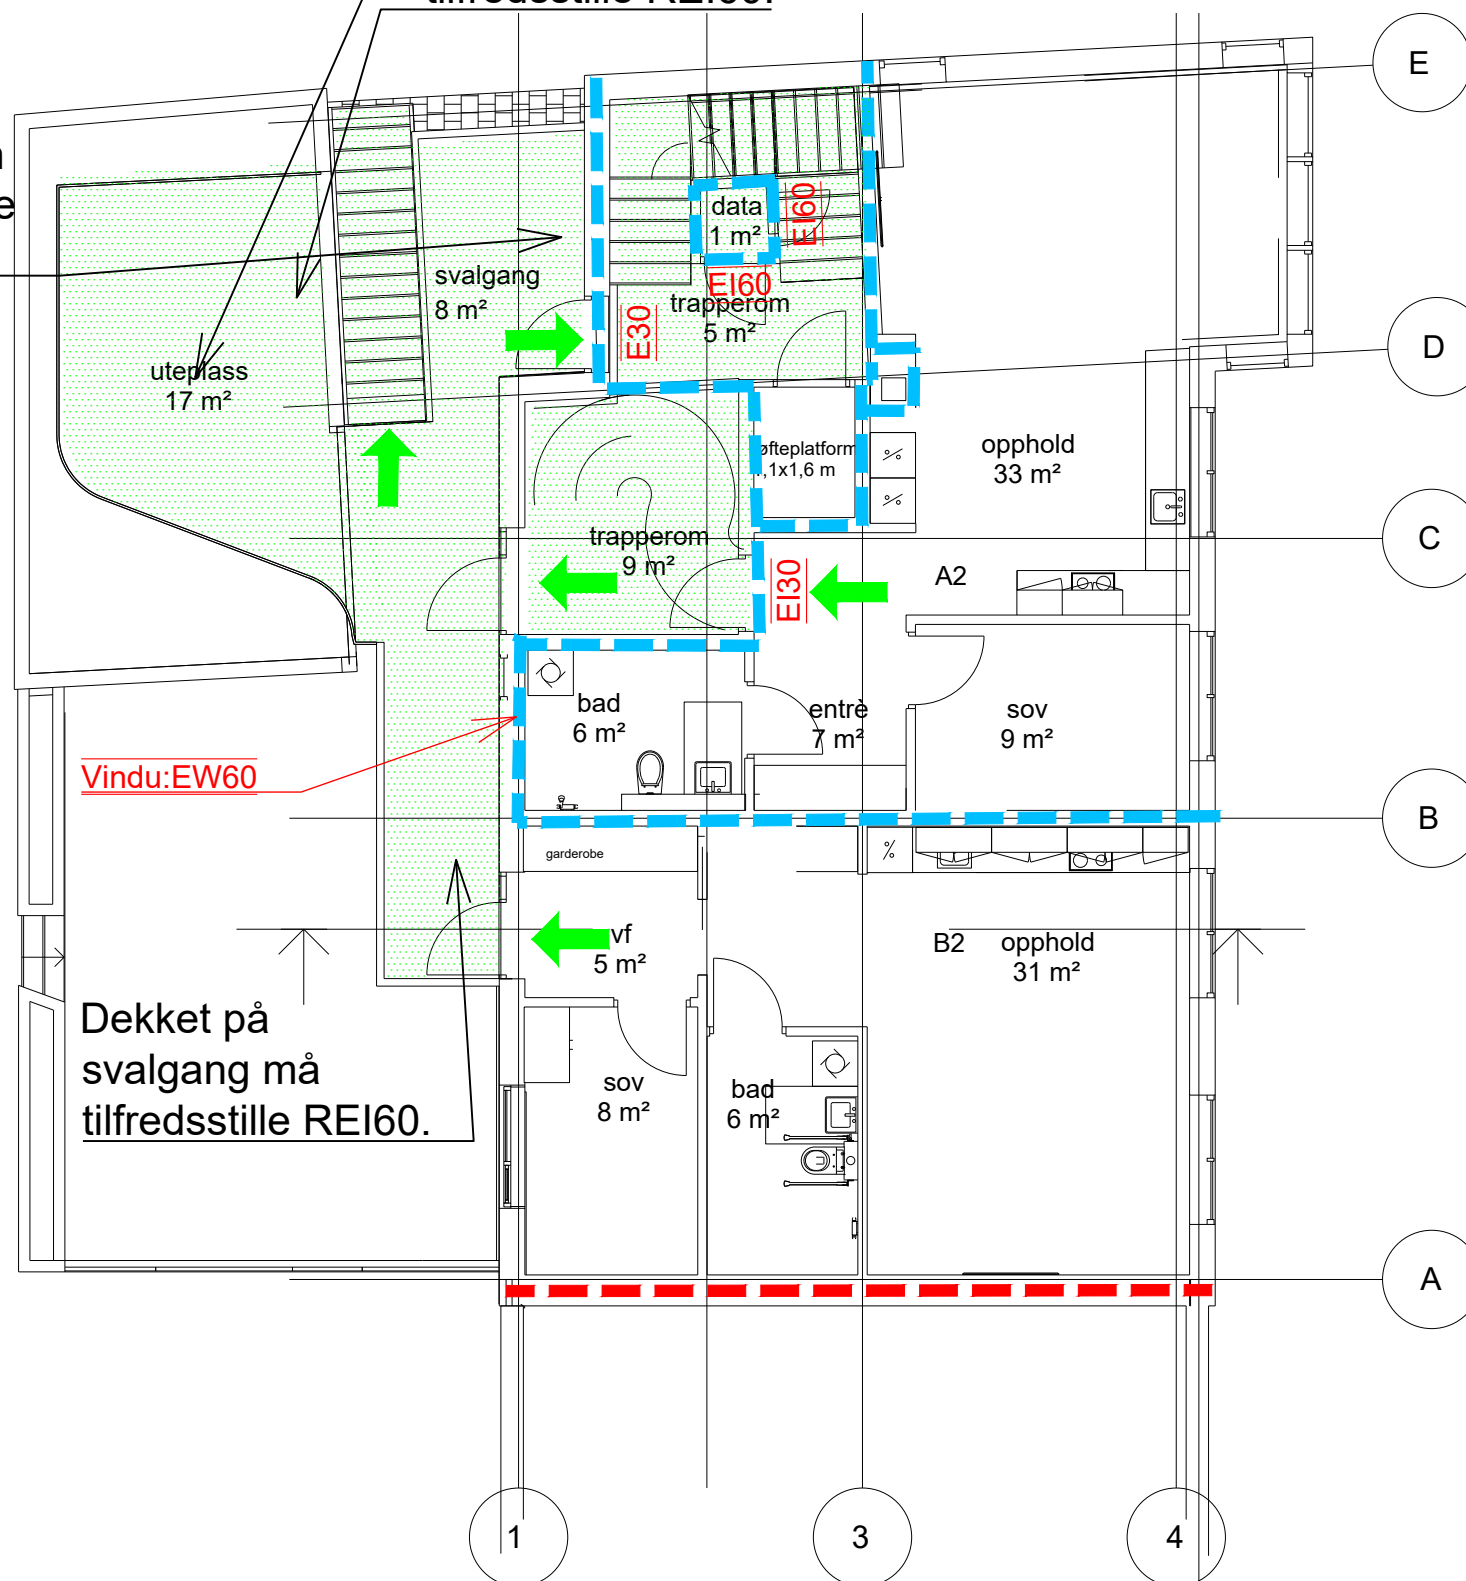 tilfredsstille REI60.
E
data
1 m²
EI60
svalgang
8 m²
EI60
trapperom
5 m²
E30
D
uteplass
17 m²
opphold
33 m²
1,1x1,6 m
C
trapperom
9 m²
A2
EI30
bad
6 m²
entrè
7 m²
sov
9 m²
Vindu:EW60
B
garderobe
vf
5 m²
B2
opphold
31 m²
Dekket på
svalgang må
tilfredsstille REI60.
sov
8 m²
bad
6 m²
A
1
3
4